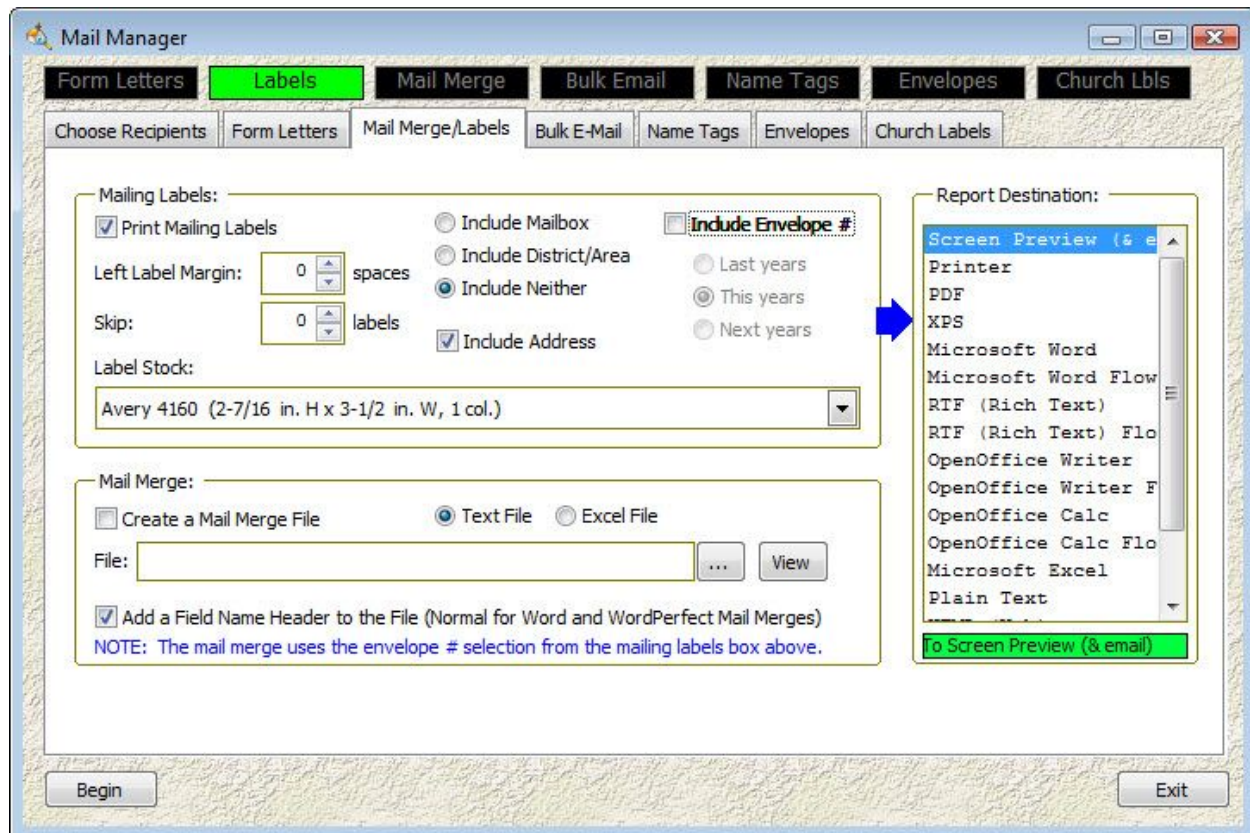 Mail Manager
Form Letters Labels Mail Merge Bulk Email Name Tags Envelopes Church Lbls
Choose Recipients Form Letters Mail Merge/Labels Bulk E-Mail Name Tags Envelopes Church Labels
Mailing Labels:
Print Mailing Labels
Left Label Margin: 0 spaces
Skip: 0 labels
Include Mailbox
Include District/Area
Include Neither
Include Address
Include Envelope #
Last years
This years
Next years
Label Stock:
Avery 4160 (2-7/16 in. H x 3-1/2 in. W, 1 col.)
Mail Merge:
Create a Mail Merge File Text File Excel File
File: ... View
Add a Field Name Header to the File (Normal for Word and WordPerfect Mail Merges)
NOTE: The mail merge uses the envelope # selection from the mailing labels box above.
Report Destination:
Screen Preview (& e
Printer
PDF
XPS
Microsoft Word
Microsoft Word Flow
RTF (Rich Text)
RTF (Rich Text) Flo
OpenOffice Writer
OpenOffice Writer F
OpenOffice Calc
OpenOffice Calc Flo
Microsoft Excel
Plain Text
To Screen Preview (& email)
Begin Exit